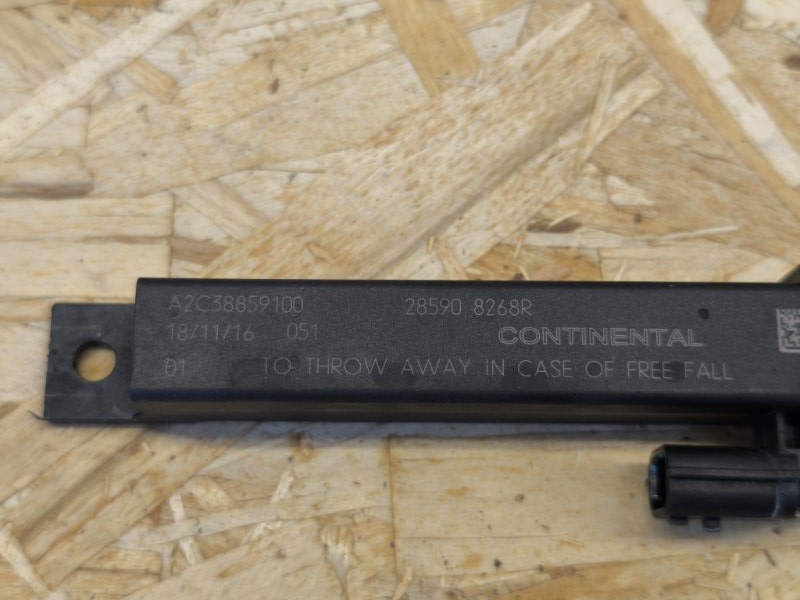 A2C38859100 28590 8268R
18/11/16 051 CONTINENTAL
01 TO THROW AWAY IN CASE OF FREE FALL